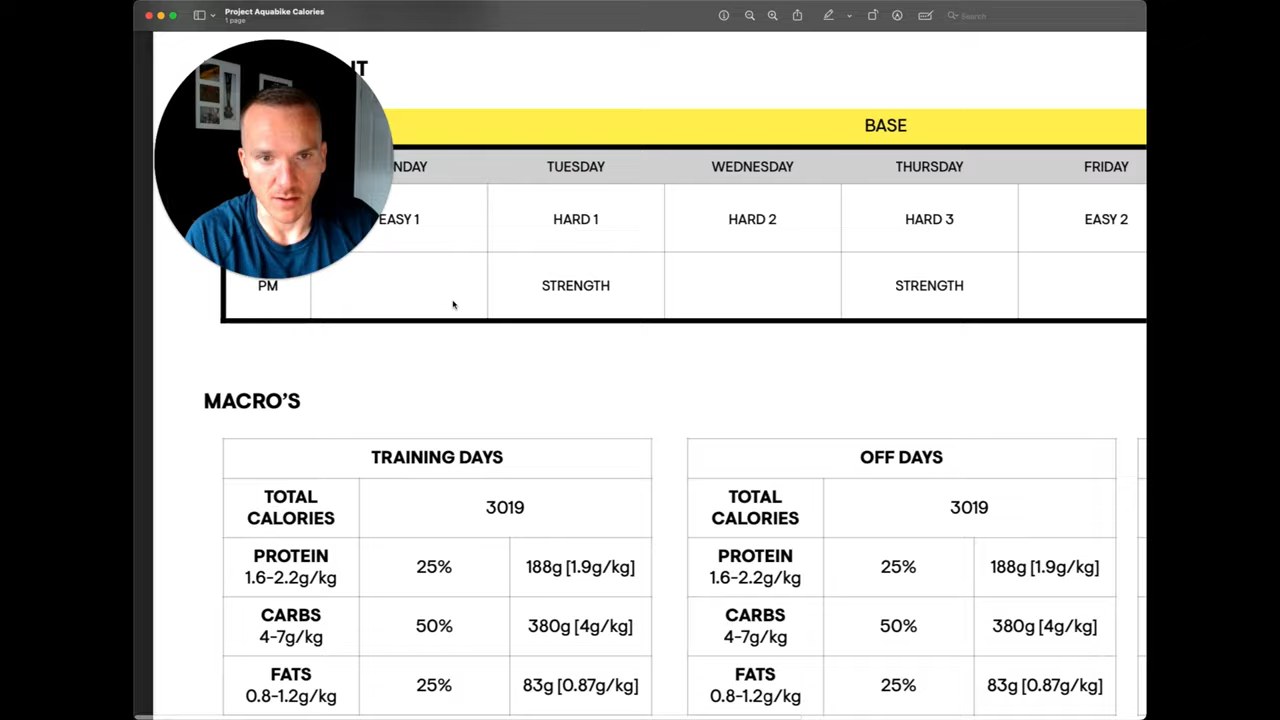 Project Aquabike Calories
1 page
Search
IT
BASE
NDAY TUESDAY WEDNESDAY THURSDAY FRIDAY
EASY 1 HARD 1 HARD 2 HARD 3 EASY 2
PM STRENGTH STRENGTH
MACRO'S
TRAINING DAYS
TOTAL CALORIES 3019
PROTEIN
1.6-2.2g/kg 25% 188g [1.9g/kg]
CARBS
4-7g/kg 50% 380g [4g/kg]
FATS
0.8-1.2g/kg 25% 83g [0.87g/kg]
OFF DAYS
TOTAL CALORIES 3019
PROTEIN
1.6-2.2g/kg 25% 188g [1.9g/kg]
CARBS
4-7g/kg 50% 380g [4g/kg]
FATS
0.8-1.2g/kg 25% 83g [0.87g/kg]